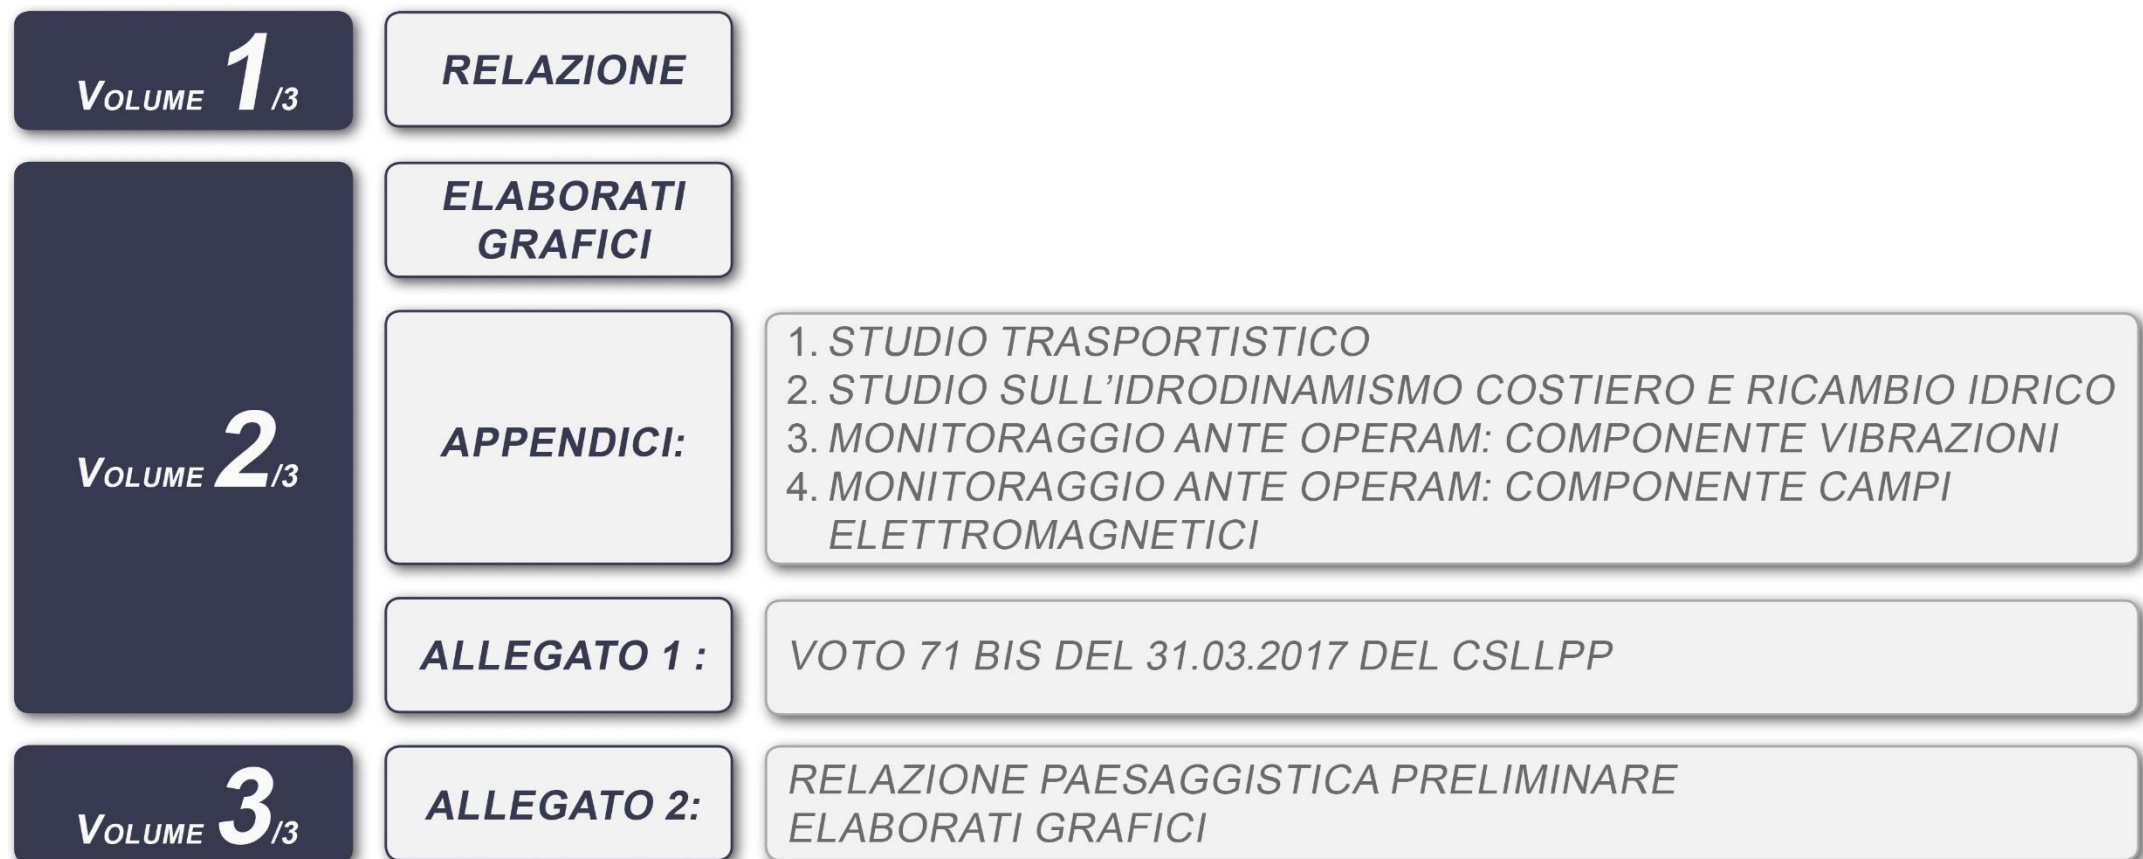 VOLUME 1/3
RELAZIONE
VOLUME 2/3
ELABORATI
GRAFICI
APPENDICI:
1. STUDIO TRASPORTISTICO
2. STUDIO SULL’IDRODINAMISMO COSTIERO E RICAMBIO IDRICO
3. MONITORAGGIO ANTE OPERAM: COMPONENTE VIBRAZIONI
4. MONITORAGGIO ANTE OPERAM: COMPONENTE CAMPI
ELETTROMAGNETICI
ALLEGATO 1 :
VOTO 71 BIS DEL 31.03.2017 DEL CSLLPP
VOLUME 3/3
ALLEGATO 2:
RELAZIONE PAESAGGISTICA PRELIMINARE
ELABORATI GRAFICI